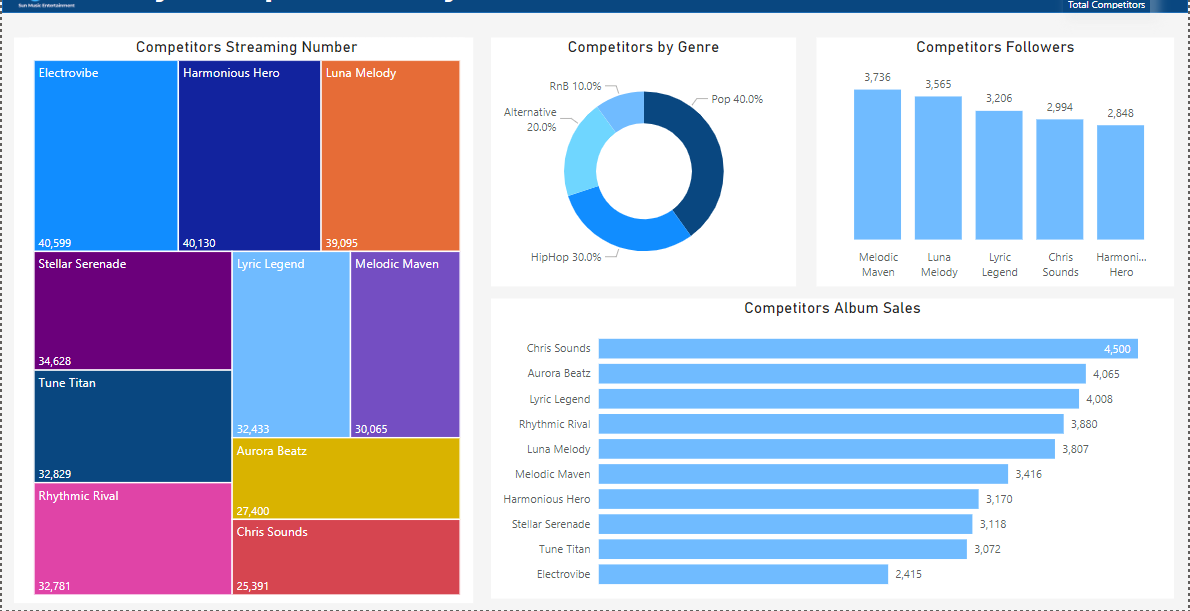 Sun Music Entertainment
Total Competitors
Competitors Streaming Number
Electrovibe
40,599
Harmonious Hero
40,130
Luna Melody
39,095
Stellar Serenade
34,628
Lyric Legend
32,433
Melodic Maven
30,065
Tune Titan
32,829
Aurora Beatz
27,400
Rhythmic Rival
32,781
Chris Sounds
25,391
Competitors by Genre
RnB 10.0%
Pop 40.0%
Alternative
20.0%
HipHop 30.0%
Competitors Followers
3,736
3,565
3,206
2,994
2,848
Melodic
Maven
Luna
Melody
Lyric
Legend
Chris
Sounds
Harmoni...
Hero
Competitors Album Sales
Chris Sounds 4,500
Aurora Beatz 4,065
Lyric Legend 4,008
Rhythmic Rival 3,880
Luna Melody 3,807
Melodic Maven 3,416
Harmonious Hero 3,170
Stellar Serenade 3,118
Tune Titan 3,072
Electrovibe 2,415